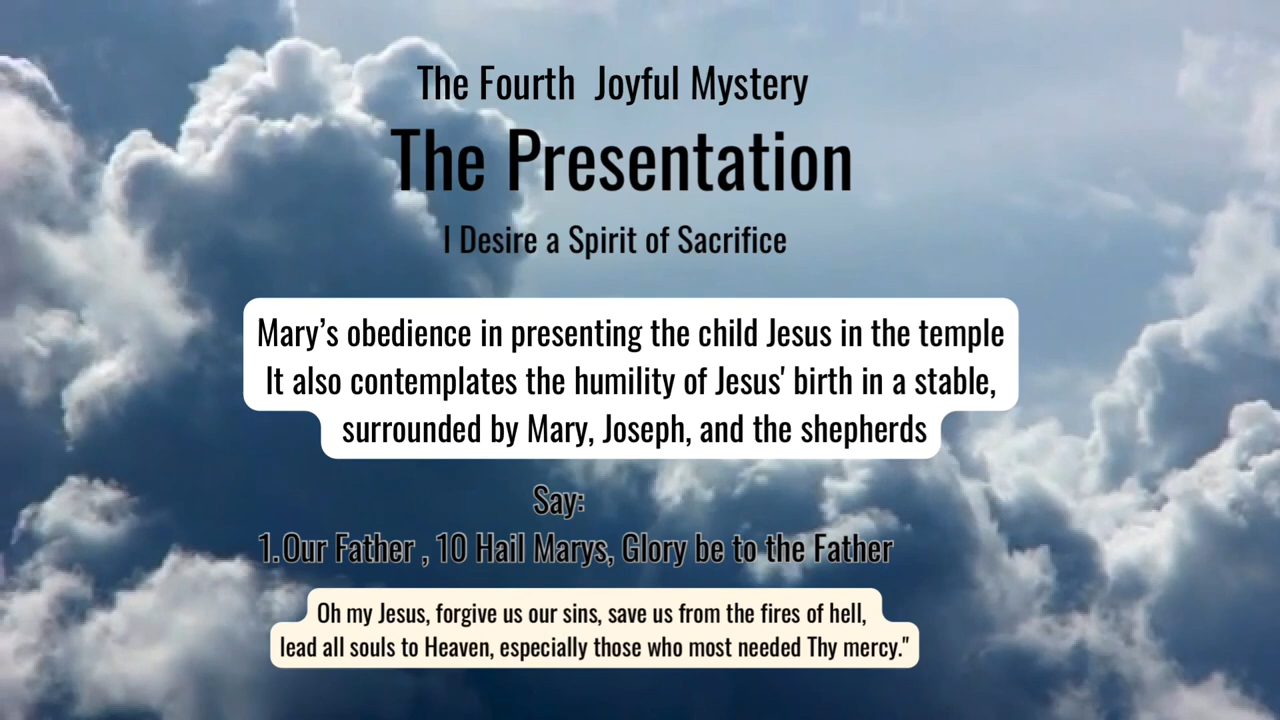 The Fourth  Joyful Mystery
The Presentation
I Desire a Spirit of Sacrifice
Mary’s obedience in presenting the child Jesus in the temple
It also contemplates the humility of Jesus' birth in a stable,
surrounded by Mary, Joseph, and the shepherds
Say:
1.Our Father , 10 Hail Marys, Glory be to the Father
Oh my Jesus, forgive us our sins, save us from the fires of hell,
lead all souls to Heaven, especially those who most needed Thy mercy."